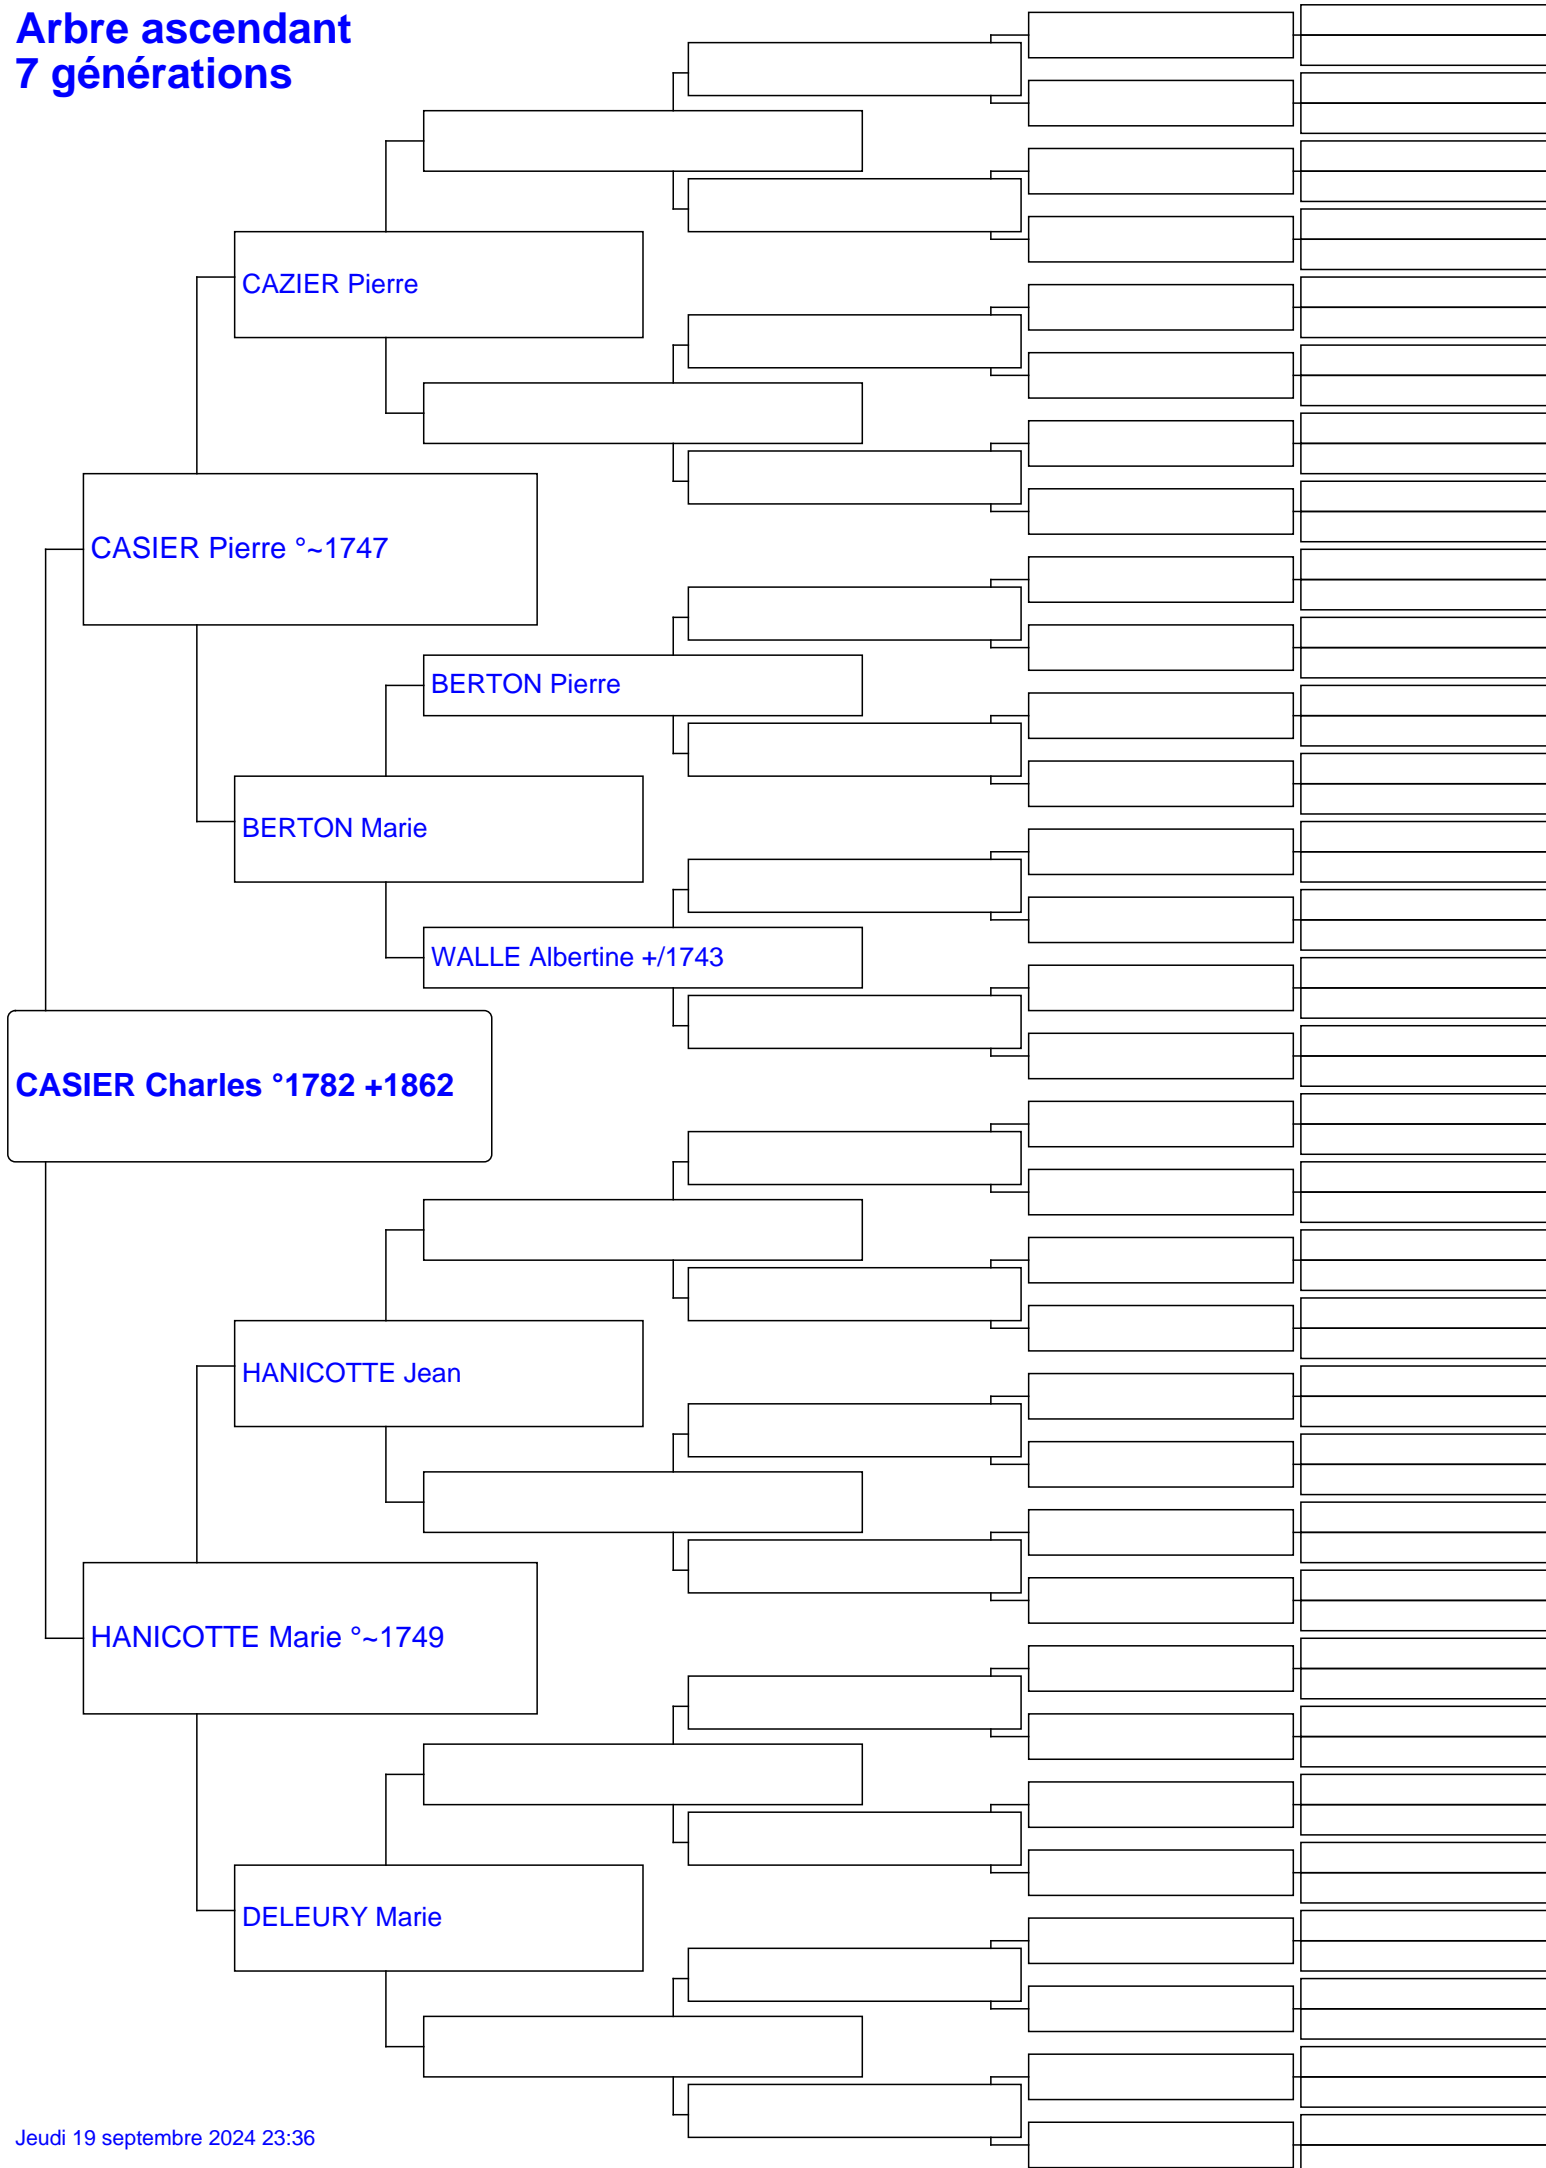 Arbre ascendant
7 générations
CAZIER Pierre
CASIER Pierre °~1747
BERTON Pierre
BERTON Marie
WALLE Albertine +/1743
CASIER Charles °1782 +1862
HANICOTTE Jean
HANICOTTE Marie °~1749
DELEURY Marie
Jeudi 19 septembre 2024 23:36